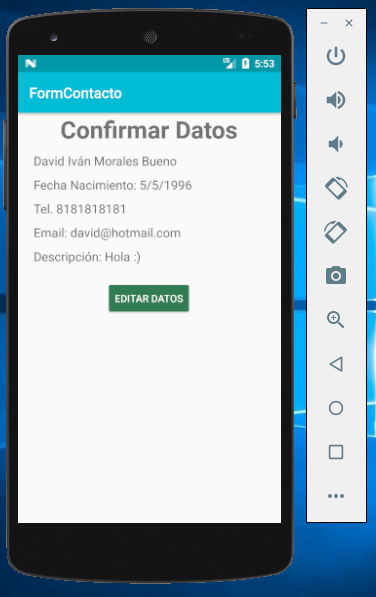 LTE 5:53
FormContacto
Confirmar Datos
David Iván Morales Bueno
Fecha Nacimiento: 5/5/1996
Tel. 8181818181
Email: david@hotmail.com
Descripción: Hola :)
EDITAR DATOS